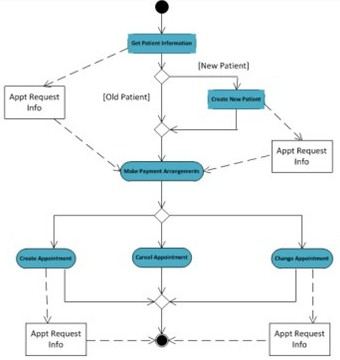 Get Patient Information
[New Patient]
Appt Request
Info
[Old Patient]
Create New Patient
Appt Request
Info
Make Payment Arrangements
Create Appointment
Cancel Appointment
Change Appointment
Appt Request
Info
Appt Request
Info